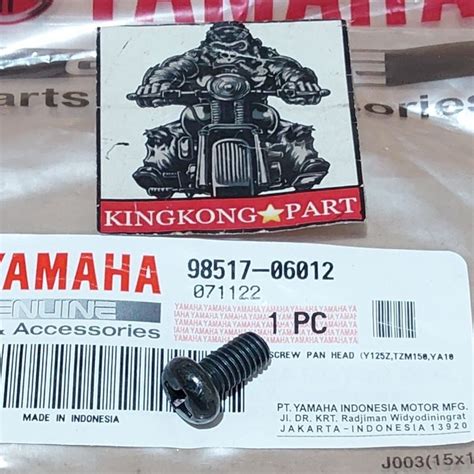 YAMAHA
arts
KINGKONG★PART
YAMAHA
GENUINE
& Accessories
98517-06012
071122
1 PC
SCREW PAN HEAD (Y125Z,TZM150,YA10
MADE IN INDONESIA
PT. YAMAHA INDONESIA MOTOR MFG.
JL. DR. KRT. Radjiman Widyodiningrat
JAKARTA - INDONESIA 13920
J003(15x1